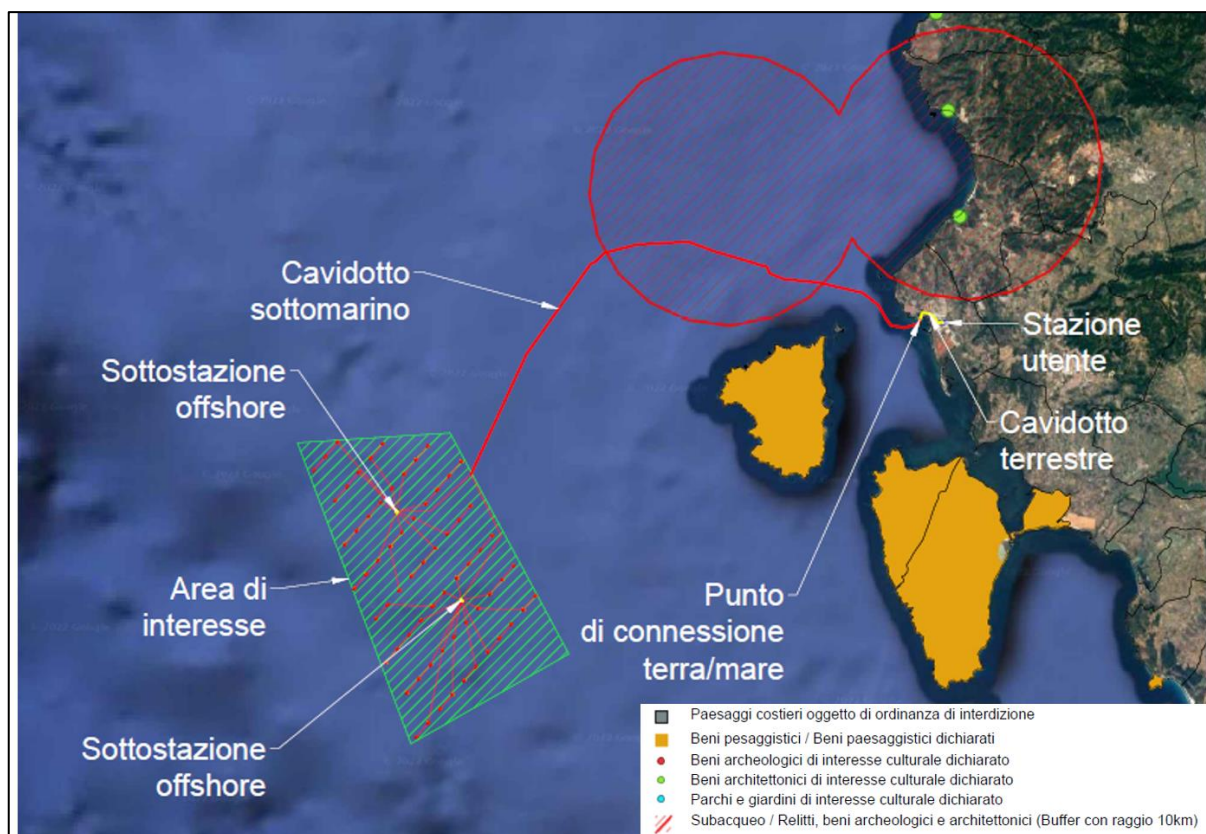 Cavidotto
sottomarino
Sottostazione
offshore
Stazione
utente
Cavidotto
terrestre
Area di
interesse
Punto
di connessione
terra/mare
Sottostazione
offshore
Paesaggi costieri oggetto di ordinanza di interdizione
Beni pesaggistici / Beni paesaggistici dichiarati
Beni archeologici di interesse culturale dichiarato
Beni architettonici di interesse culturale dichiarato
Parchi e giardini di interesse culturale dichiarato
Subacqueo / Relitti, beni archeologici e architettonici (Buffer con raggio 10km)